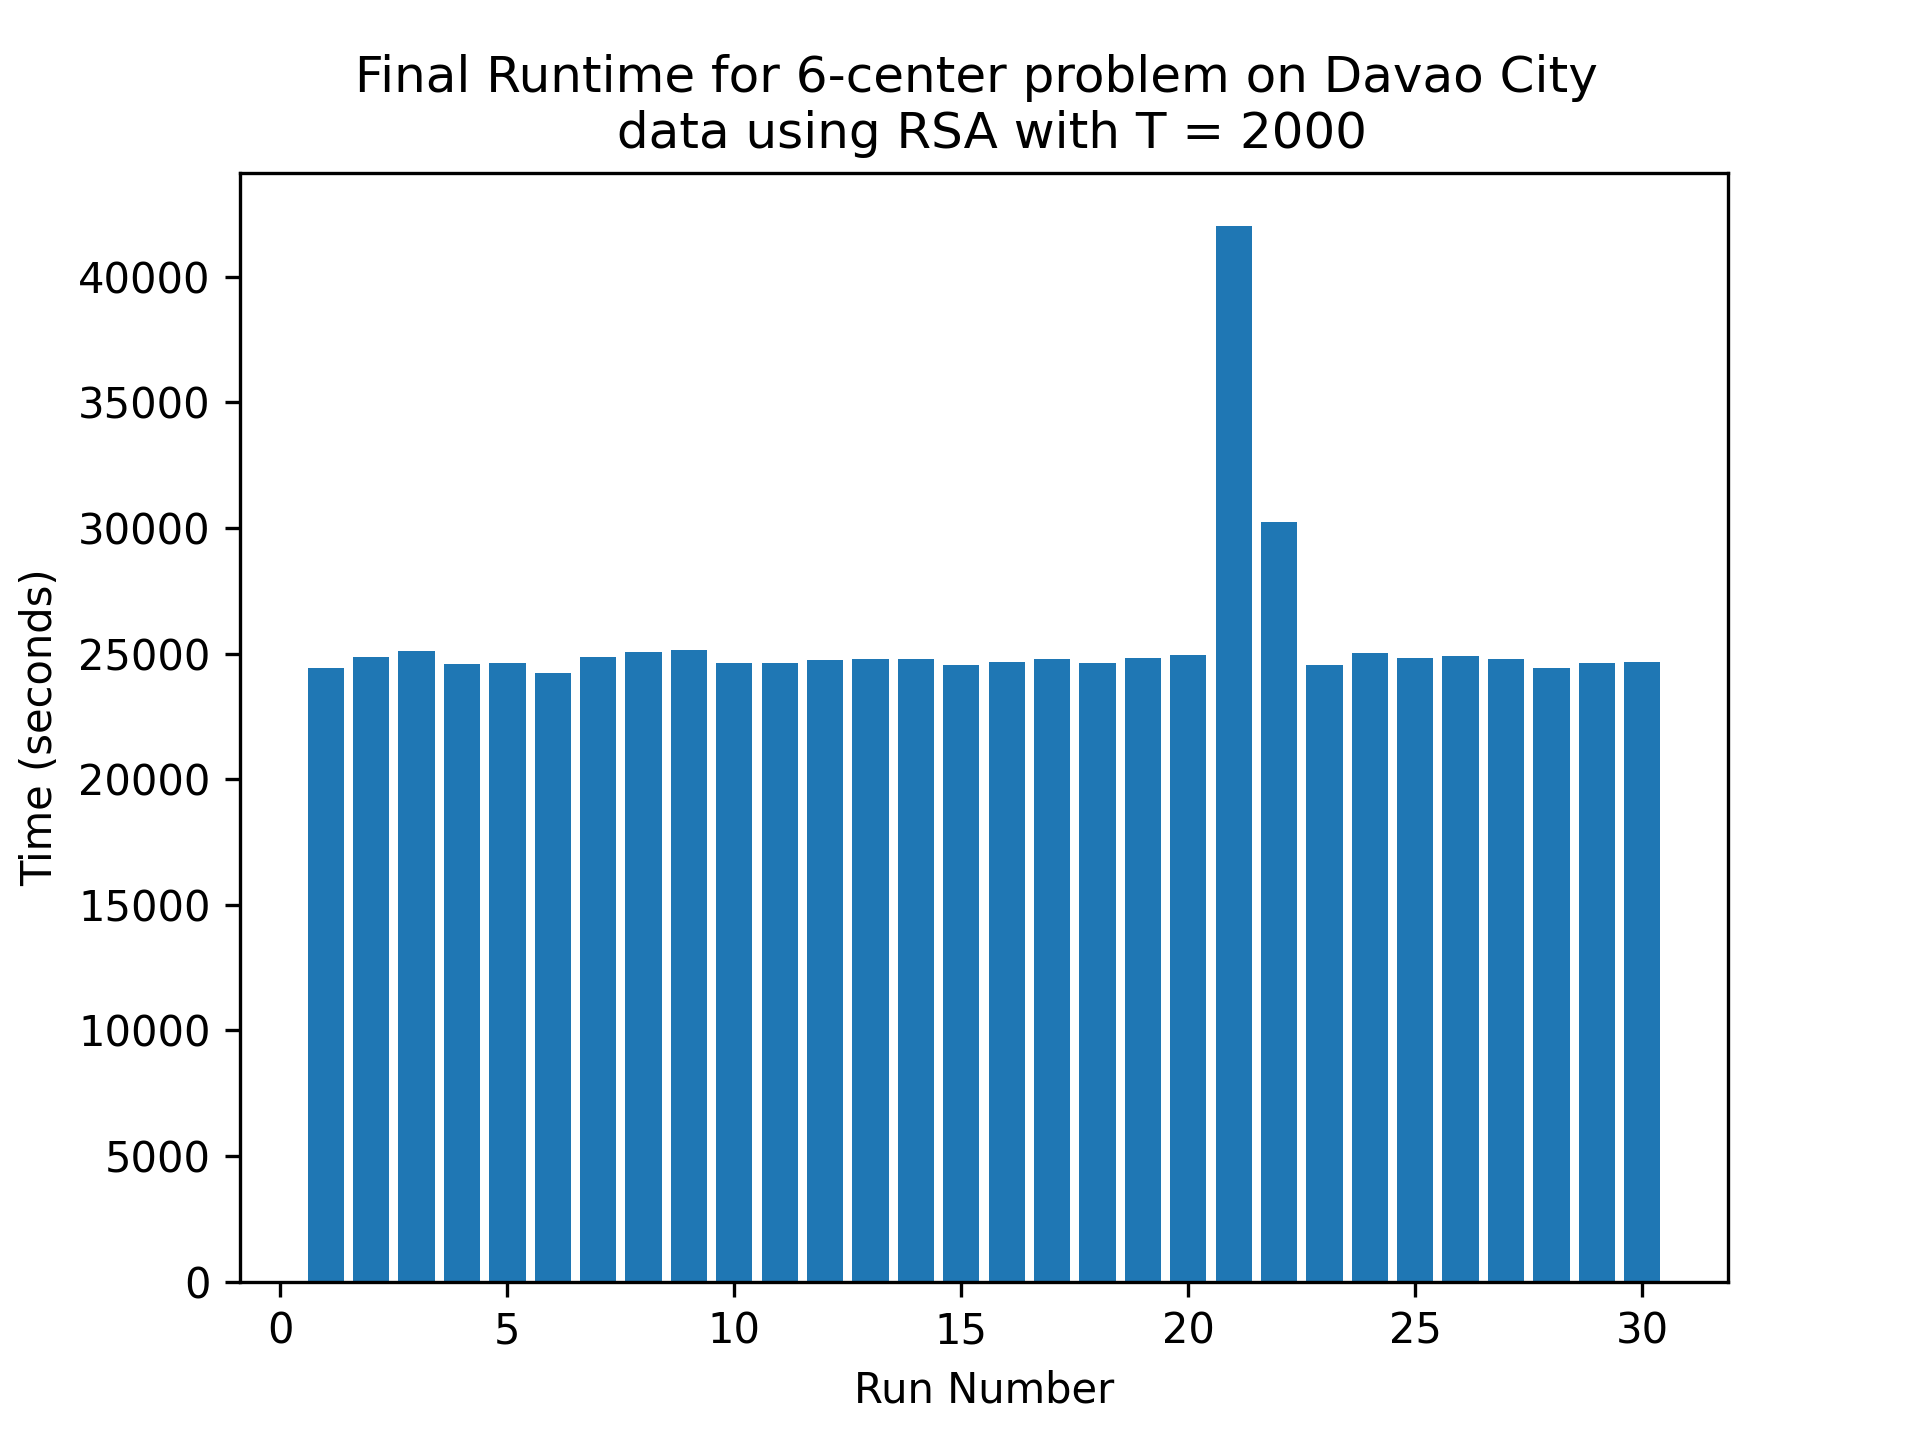 Final Runtime for 6-center problem on Davao City
data using RSA with T = 2000
Time (seconds)
40000
35000
30000
25000
20000
15000
10000
5000
0
0 5 10 15 20 25 30
Run Number